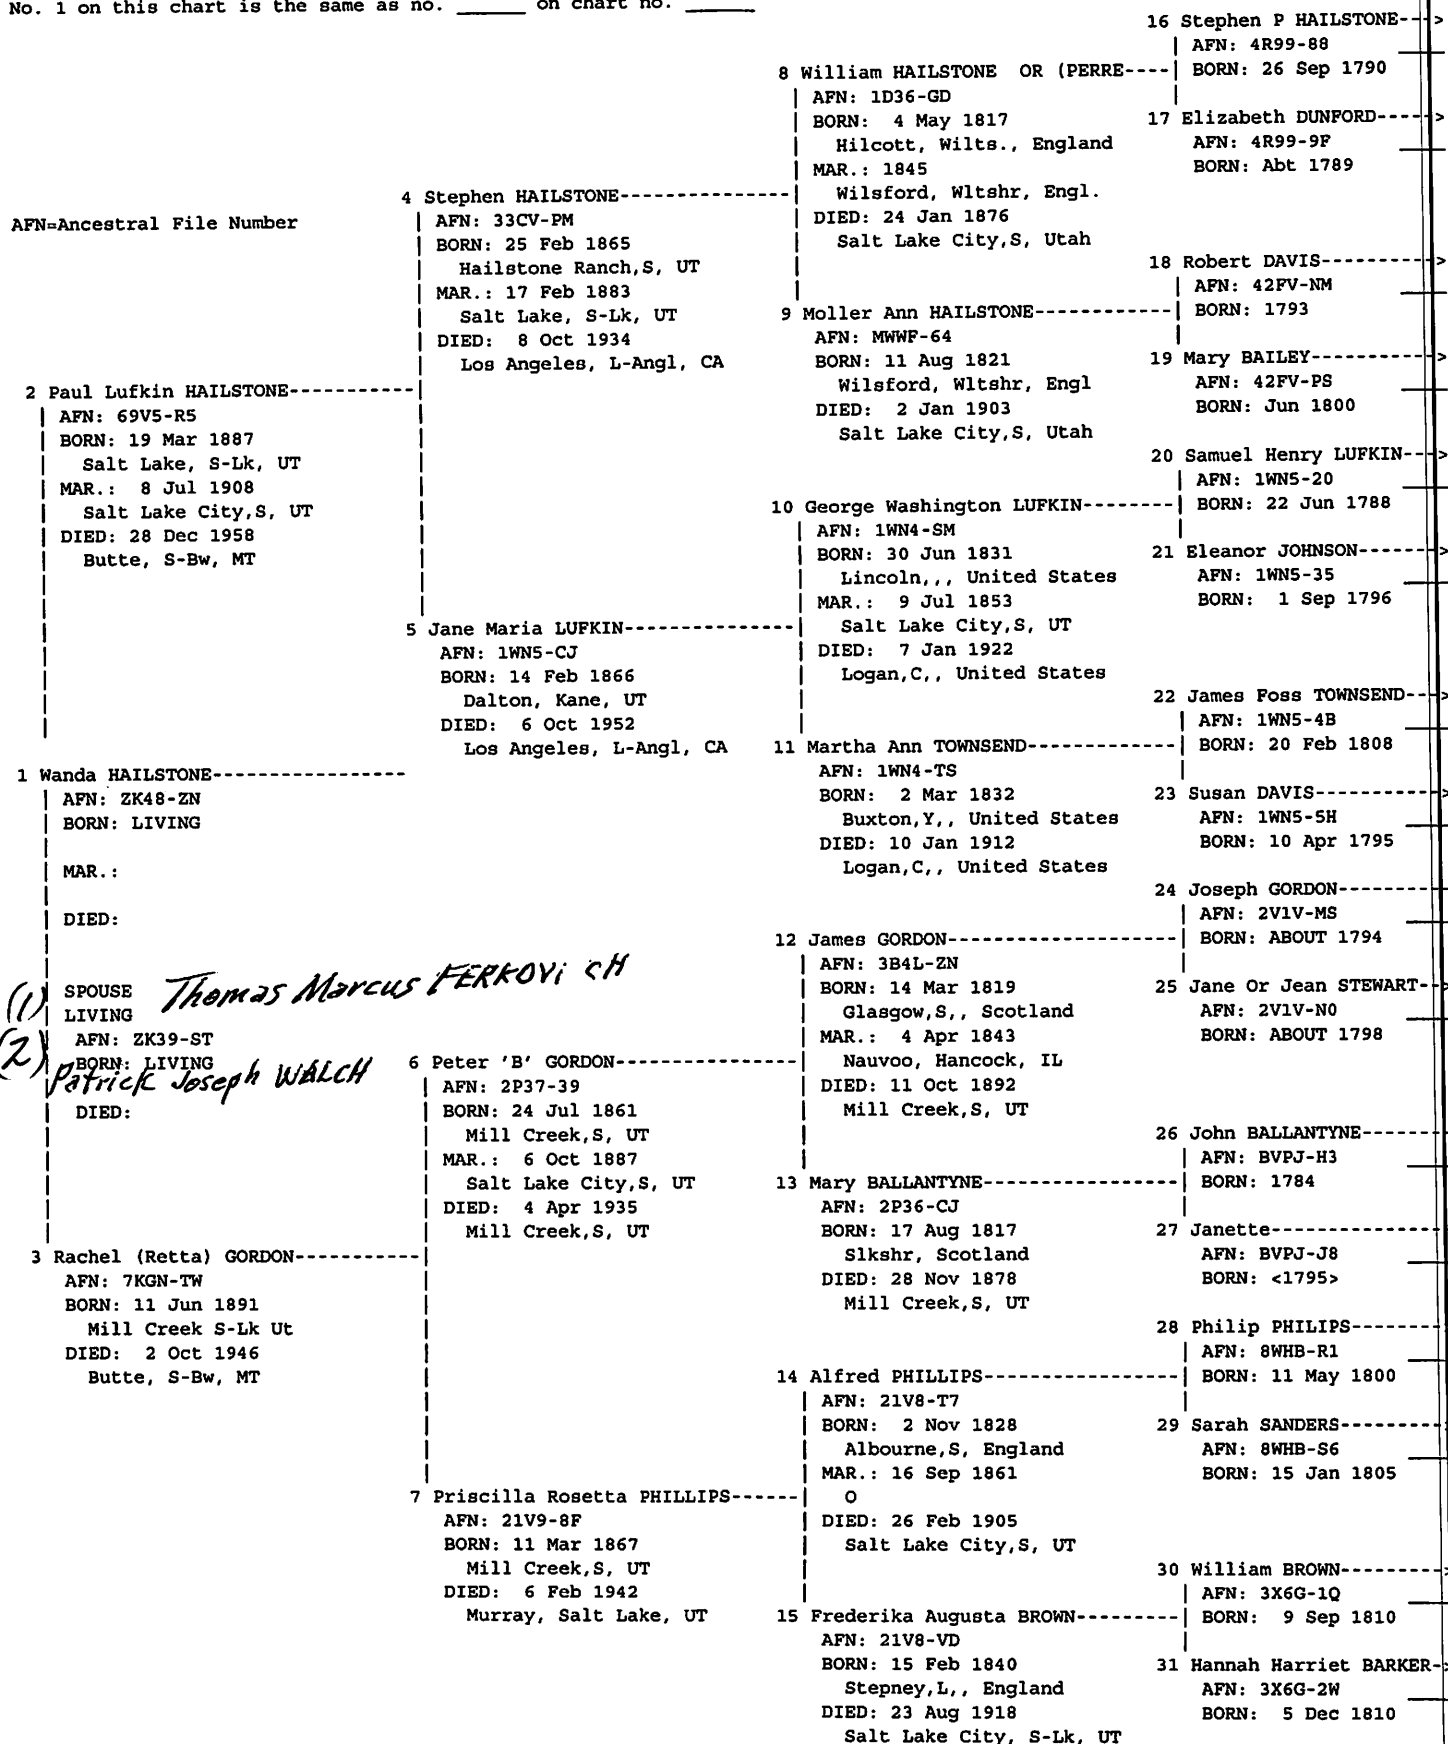 No. 1 on this chart is the same as no. _____ on chart no. _____
AFN=Ancestral File Number
1 Wanda HAILSTONE
AFN: ZK48-ZN
BORN: LIVING
MAR.:
DIED:
(1) SPOUSE Thomas Marcus FERKOViCH
LIVING
AFN: ZK39-ST
BORN: LIVING
(2) Patrick Joseph WALCH
DIED:
2 Paul Lufkin HAILSTONE
AFN: 69V5-R5
BORN: 19 Mar 1887
Salt Lake, S-Lk, UT
MAR.: 8 Jul 1908
Salt Lake City,S, UT
DIED: 28 Dec 1958
Butte, S-Bw, MT
3 Rachel (Retta) GORDON
AFN: 7KGN-TW
BORN: 11 Jun 1891
Mill Creek S-Lk Ut
DIED: 2 Oct 1946
Butte, S-Bw, MT
4 Stephen HAILSTONE
AFN: 33CV-PM
BORN: 25 Feb 1865
Hailstone Ranch,S, UT
MAR.: 17 Feb 1883
Salt Lake, S-Lk, UT
DIED: 8 Oct 1934
Los Angeles, L-Angl, CA
5 Jane Maria LUFKIN
AFN: 1WN5-CJ
BORN: 14 Feb 1866
Dalton, Kane, UT
DIED: 6 Oct 1952
Los Angeles, L-Angl, CA
6 Peter 'B' GORDON
AFN: 2P37-39
BORN: 24 Jul 1861
Mill Creek,S, UT
MAR.: 6 Oct 1887
Salt Lake City,S, UT
DIED: 4 Apr 1935
Mill Creek,S, UT
7 Priscilla Rosetta PHILLIPS
AFN: 21V9-8F
BORN: 11 Mar 1867
Mill Creek,S, UT
DIED: 6 Feb 1942
Murray, Salt Lake, UT
8 William HAILSTONE OR (PERRE
AFN: 1D36-GD
BORN: 4 May 1817
Hilcott, Wilts., England
MAR.: 1845
Wilsford, Wltshr, Engl.
DIED: 24 Jan 1876
Salt Lake City,S, Utah
9 Moller Ann HAILSTONE
AFN: MWWF-64
BORN: 11 Aug 1821
Wilsford, Wltshr, Engl
DIED: 2 Jan 1903
Salt Lake City,S, Utah
10 George Washington LUFKIN
AFN: 1WN4-SM
BORN: 30 Jun 1831
Lincoln,,, United States
MAR.: 9 Jul 1853
Salt Lake City,S, UT
DIED: 7 Jan 1922
Logan,C,, United States
11 Martha Ann TOWNSEND
AFN: 1WN4-TS
BORN: 2 Mar 1832
Buxton,Y,, United States
DIED: 10 Jan 1912
Logan,C,, United States
12 James GORDON
AFN: 3B4L-ZN
BORN: 14 Mar 1819
Glasgow,S,, Scotland
MAR.: 4 Apr 1843
Nauvoo, Hancock, IL
DIED: 11 Oct 1892
Mill Creek,S, UT
13 Mary BALLANTYNE
AFN: 2P36-CJ
BORN: 17 Aug 1817
Slkshr, Scotland
DIED: 28 Nov 1878
Mill Creek,S, UT
14 Alfred PHILLIPS
AFN: 21V8-T7
BORN: 2 Nov 1828
Albourne,S, England
MAR.: 16 Sep 1861
O
DIED: 26 Feb 1905
Salt Lake City,S, UT
15 Frederika Augusta BROWN
AFN: 21V8-VD
BORN: 15 Feb 1840
Stepney,L,, England
DIED: 23 Aug 1918
Salt Lake City, S-Lk, UT
16 Stephen P HAILSTONE
AFN: 4R99-88
BORN: 26 Sep 1790
17 Elizabeth DUNFORD
AFN: 4R99-9F
BORN: Abt 1789
18 Robert DAVIS
AFN: 42FV-NM
BORN: 1793
19 Mary BAILEY
AFN: 42FV-PS
BORN: Jun 1800
20 Samuel Henry LUFKIN
AFN: 1WN5-20
BORN: 22 Jun 1788
21 Eleanor JOHNSON
AFN: 1WN5-35
BORN: 1 Sep 1796
22 James Foss TOWNSEND
AFN: 1WN5-4B
BORN: 20 Feb 1808
23 Susan DAVIS
AFN: 1WN5-5H
BORN: 10 Apr 1795
24 Joseph GORDON
AFN: 2V1V-MS
BORN: ABOUT 1794
25 Jane Or Jean STEWART
AFN: 2V1V-N0
BORN: ABOUT 1798
26 John BALLANTYNE
AFN: BVPJ-H3
BORN: 1784
27 Janette
AFN: BVPJ-J8
BORN: <1795>
28 Philip PHILIPS
AFN: 8WHB-R1
BORN: 11 May 1800
29 Sarah SANDERS
AFN: 8WHB-S6
BORN: 15 Jan 1805
30 William BROWN
AFN: 3X6G-1Q
BORN: 9 Sep 1810
31 Hannah Harriet BARKER
AFN: 3X6G-2W
BORN: 5 Dec 1810